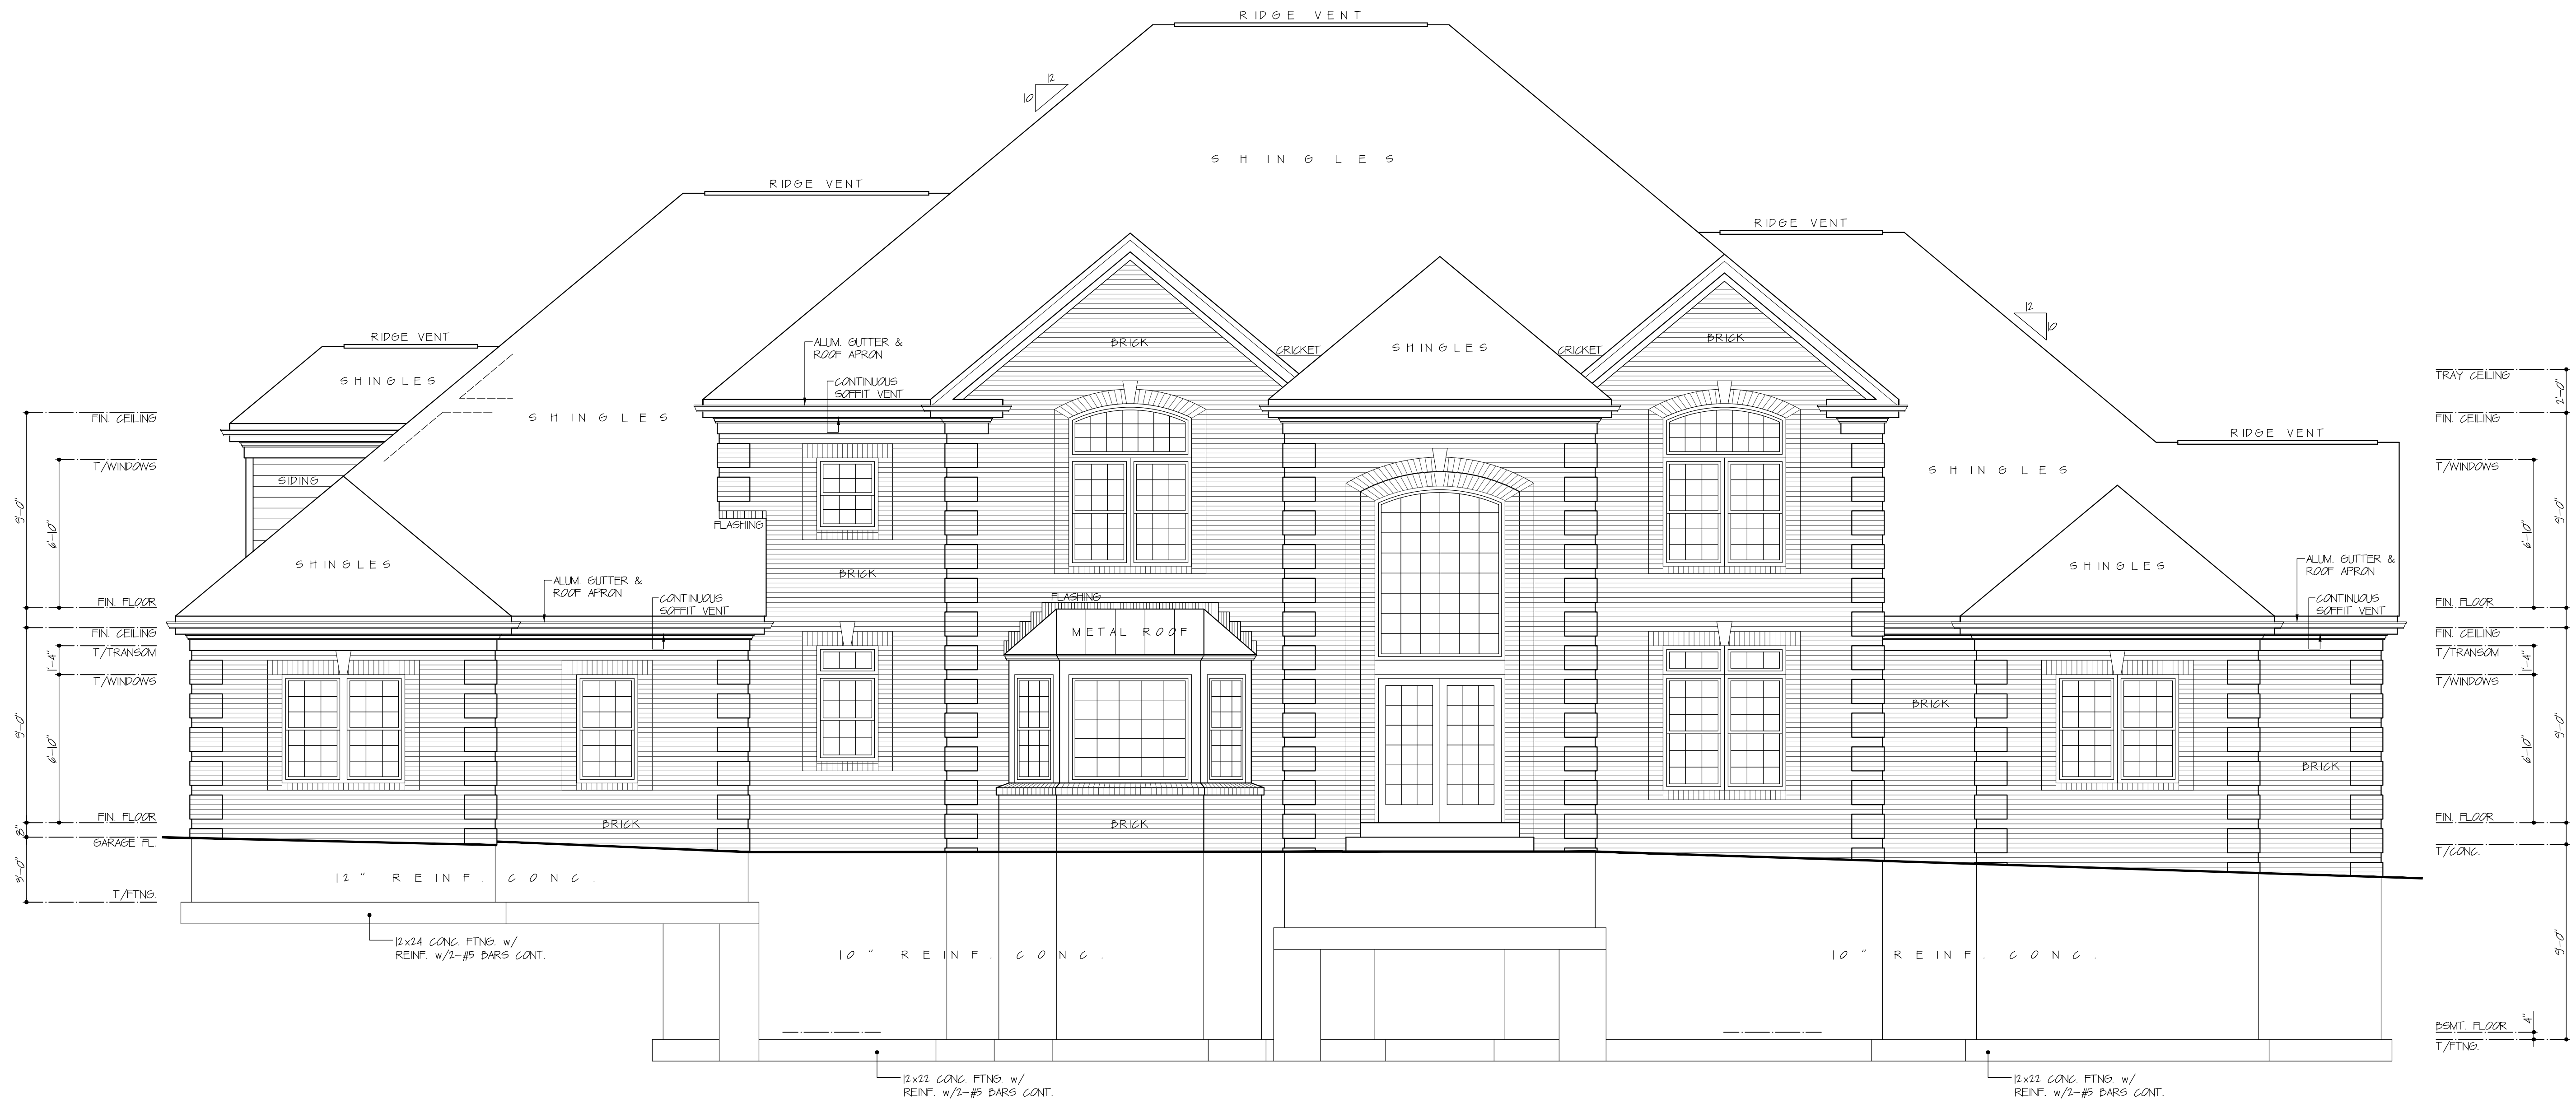 RIDGE VENT
12
10
SHINGLES
RIDGE VENT
RIDGE VENT
12
10
RIDGE VENT
SHINGLES
ALUM. GUTTER &
ROOF APRON
CONTINUOUS
SOFFIT VENT
BRICK
CRICKET
SHINGLES
CRICKET
BRICK
TRAY CEILING
2'-0"
FIN. CEILING
SHINGLES
FIN. CEILING
RIDGE VENT
T/WINDOWS
SIDING
SHINGLES
T/WINDOWS
9'-0"
6'-10"
FLASHING
6'-10"
9'-0"
SHINGLES
BRICK
ALUM. GUTTER &
ROOF APRON
CONTINUOUS
SOFFIT VENT
FLASHING
SHINGLES
ALUM. GUTTER &
ROOF APRON
CONTINUOUS
SOFFIT VENT
FIN. FLOOR
FIN. FLOOR
FIN. CEILING
METAL ROOF
FIN. CEILING
T/TRANSOM
1'-4"
T/TRANSOM
1'-4"
T/WINDOWS
T/WINDOWS
9'-0"
6'-10"
BRICK
6'-10"
9'-0"
BRICK
FIN. FLOOR
8"
BRICK
BRICK
FIN. FLOOR
GARAGE FL.
T/CONC.
3'-0"
12" REINF. CONC.
T/FTNG.
12x24 CONC. FTNG. w/
REINF. w/2-#5 BARS CONT.
10" REINF. CONC.
10" REINF. CONC.
9'-0"
BSMT. FLOOR
4"
T/FTNG.
12x22 CONC. FTNG. w/
REINF. w/2-#5 BARS CONT.
12x22 CONC. FTNG. w/
REINF. w/2-#5 BARS CONT.